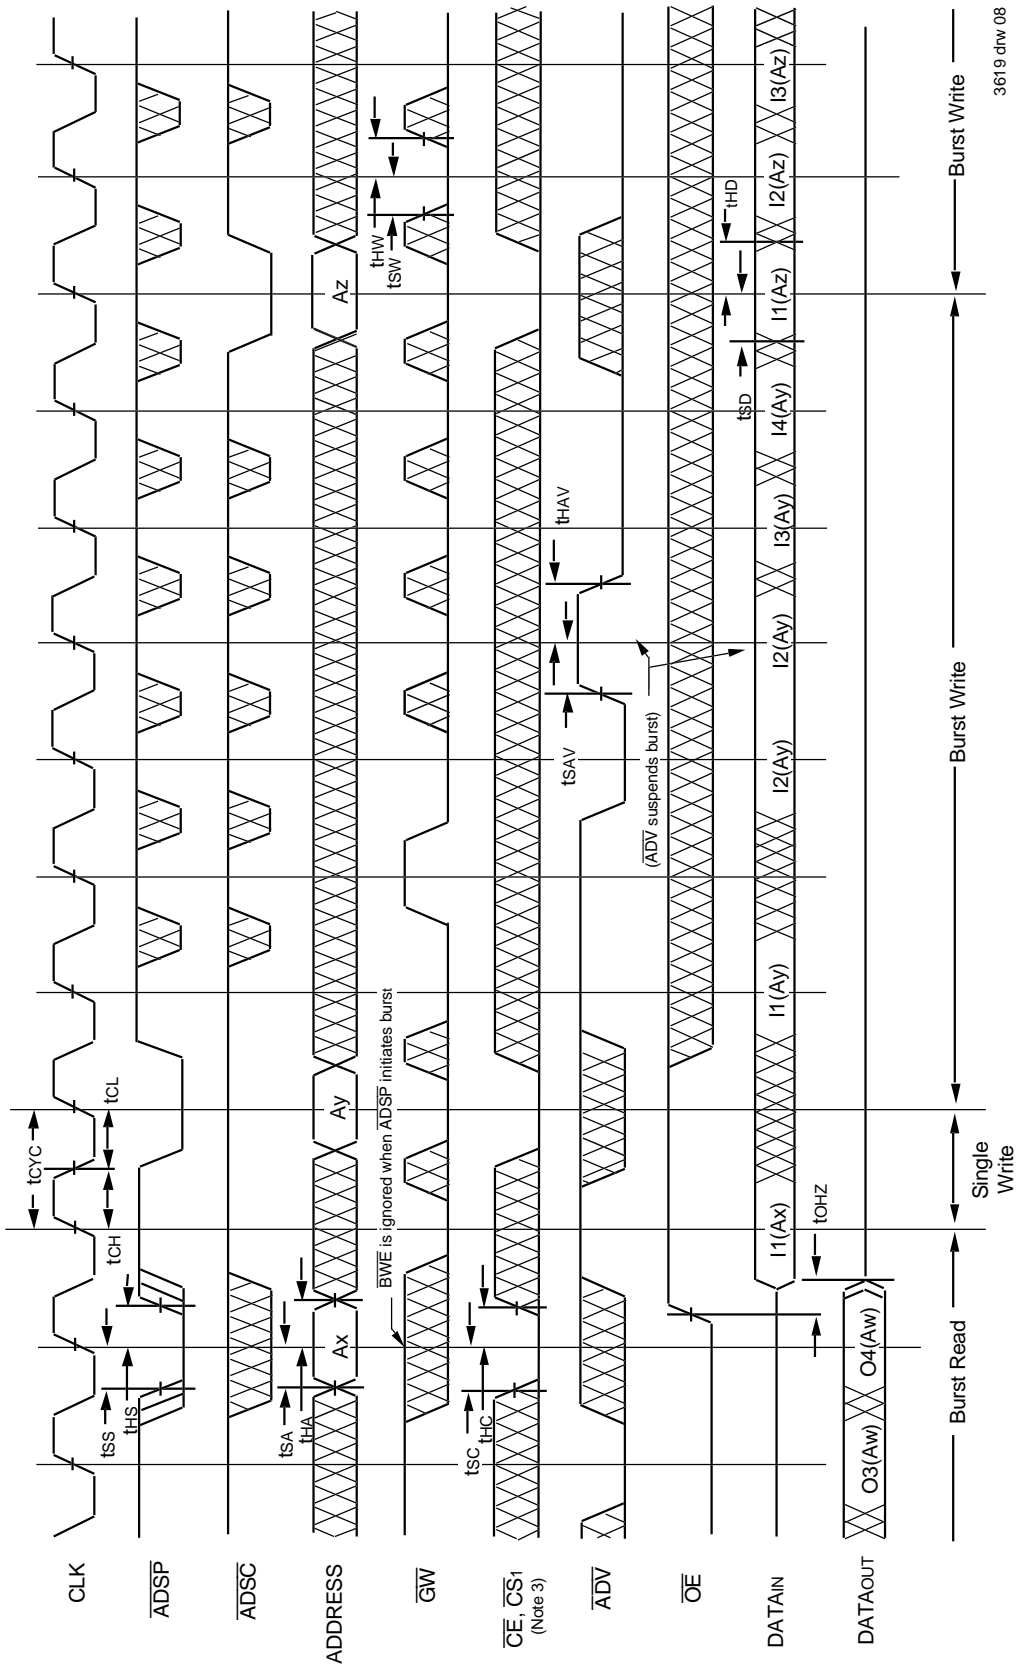 CLK
tCYC
tCH
tCL
ADSP
tSS
tHS
ADSC
ADDRESS
tSA
tHA
Ax
Ay
Az
GW
BWE is ignored when ADSP initiates burst
tHW
tSW
CE, CS1
(Note 3)
tSC
tHC
ADV
tSAV
tHAV
(ADV suspends burst)
OE
tOHZ
tSD
tHD
DATAIN
I1(Ax)
I1(Ay)
I2(Ay)
I2(Ay)
I3(Ay)
I4(Ay)
I1(Az)
I2(Az)
I3(Az)
DATAOUT
O3(Aw)
O4(Aw)
Burst Read
Single
Write
Burst Write
Burst Write
3619 drw 08